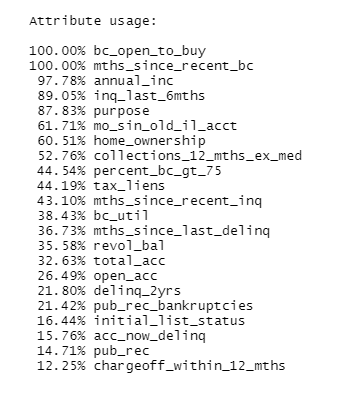 Attribute usage:
100.00% bc_open_to_buy
100.00% mths_since_recent_bc
97.78% annual_inc
89.05% inq_last_6mths
87.83% purpose
61.71% mo_sin_old_il_acct
60.51% home_ownership
52.76% collections_12_mths_ex_med
44.54% percent_bc_gt_75
44.19% tax_liens
43.10% mths_since_recent_inq
38.43% bc_util
36.73% mths_since_last_delinq
35.58% revol_bal
32.63% total_acc
26.49% open_acc
21.80% delinq_2yrs
21.42% pub_rec_bankruptcies
16.44% initial_list_status
15.76% acc_now_delinq
14.71% pub_rec
12.25% chargeoff_within_12_mths